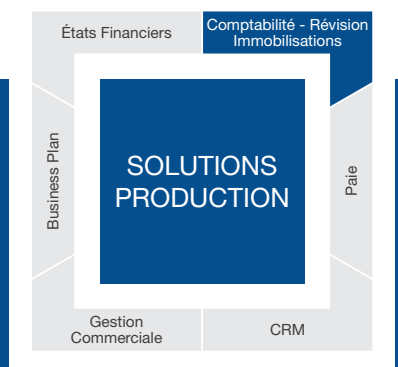 États Financiers
Comptabilité - Révision
Immobilisations
Business Plan
SOLUTIONS
PRODUCTION
Paie
Gestion
Commerciale
CRM